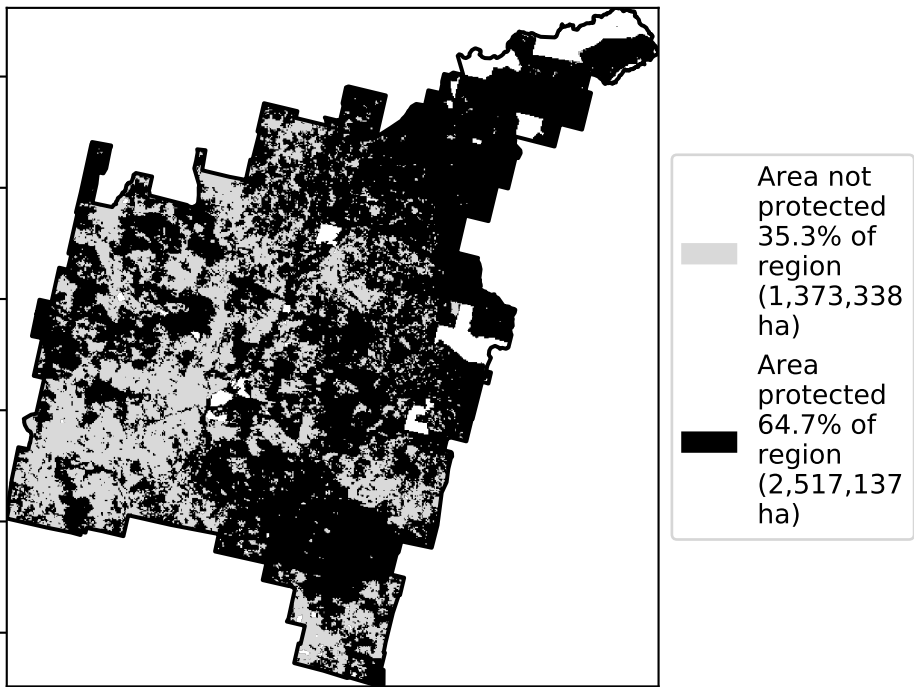 Area not
protected
35.3% of
region
(1,373,338
ha)
Area
protected
64.7% of
region
(2,517,137
ha)